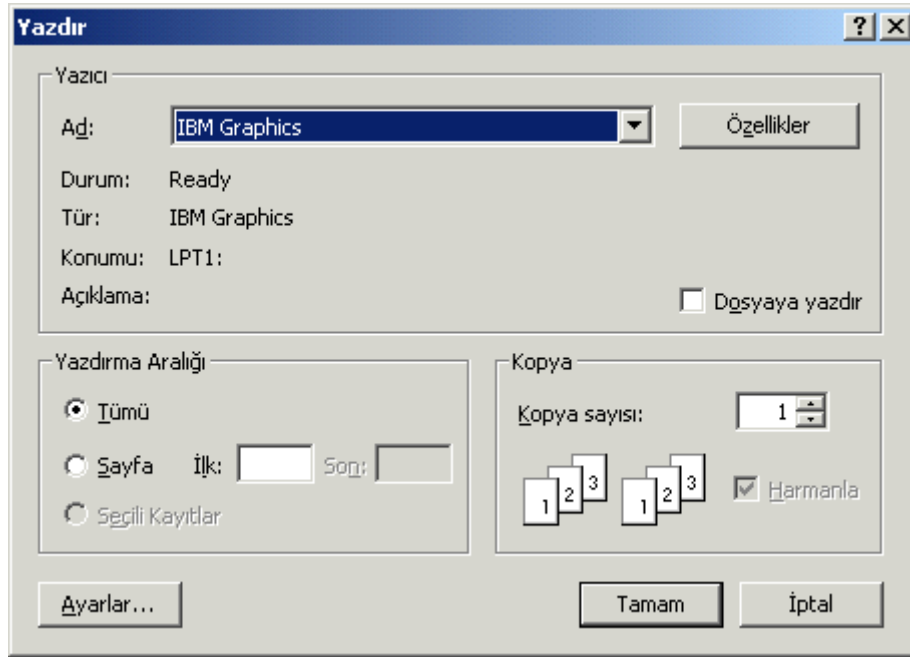 Yazdır
Yazıcı
Ad: IBM Graphics Özellikler
Durum: Ready
Tür: IBM Graphics
Konumu: LPT1:
Açıklama: Dosyaya yazdır
Yazdırma Aralığı
Tümü
Sayfa İlk: Son:
Seçili Kayıtlar
Kopya
Kopya sayısı: 1
1 2 3 1 2 3 Harmanla
Ayarlar... Tamam İptal